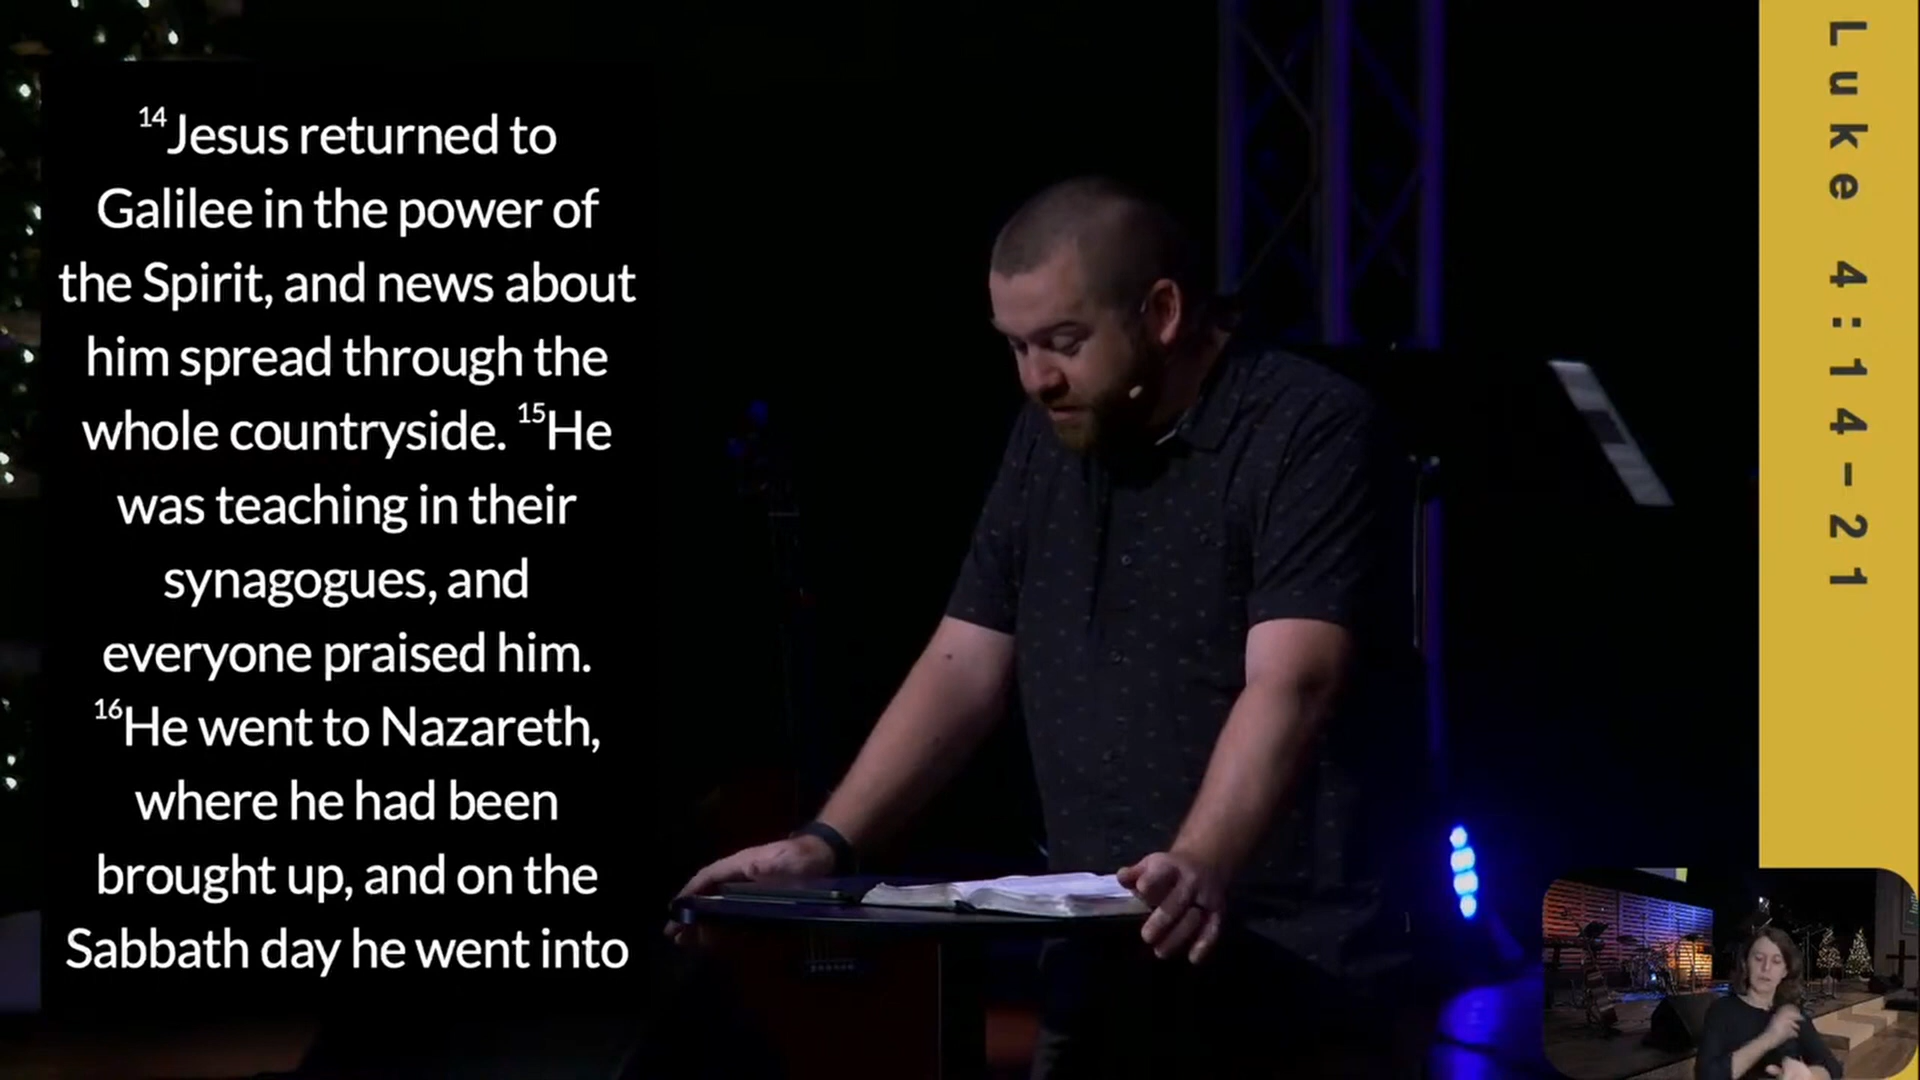 ¹⁴Jesus returned to
Galilee in the power of
the Spirit, and news about
him spread through the
whole countryside. ¹⁵He
was teaching in their
synagogues, and
everyone praised him.
¹⁶He went to Nazareth,
where he had been
brought up, and on the
Sabbath day he went into
Luke 4:14-21